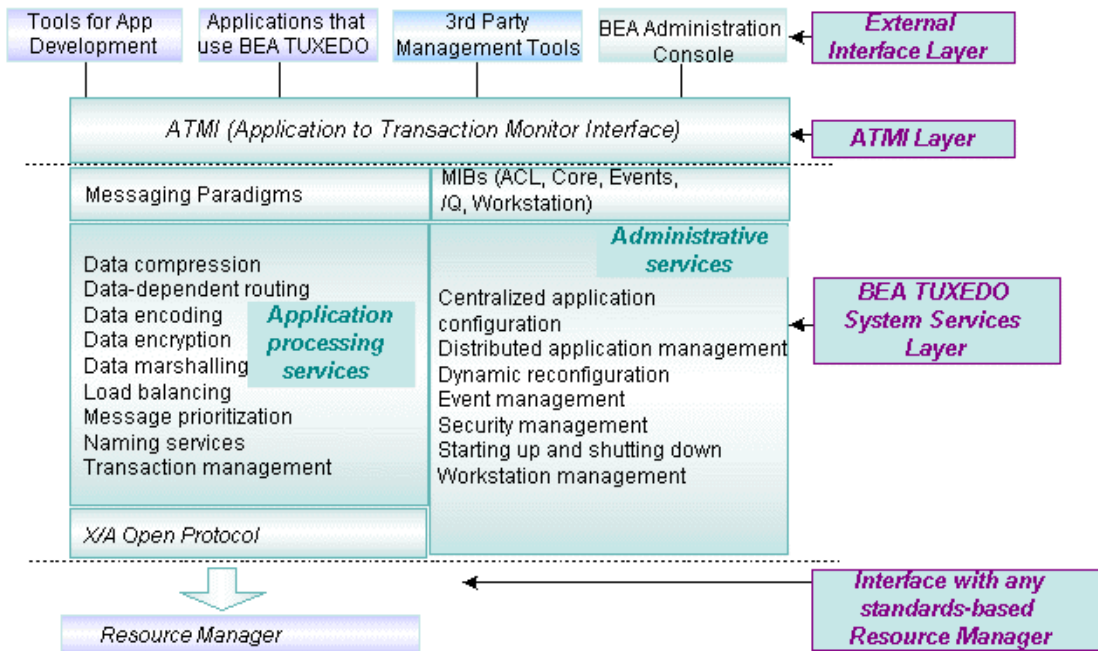 Tools for App
Development
Applications that
use BEA TUXEDO
3rd Party
Management Tools
BEA Administration
Console
External
Interface Layer
ATMI (Application to Transaction Monitor Interface)
ATMI Layer
Messaging Paradigms
MIBs (ACL, Core, Events,
/Q, Workstation)
Data compression
Data-dependent routing
Data encoding
Data encryption
Data marshalling
Load balancing
Message prioritization
Naming services
Transaction management
Application
processing
services
Administrative
services
Centralized application
configuration
Distributed application management
Dynamic reconfiguration
Event management
Security management
Starting up and shutting down
Workstation management
BEA TUXEDO
System Services
Layer
X/A Open Protocol
Resource Manager
Interface with any
standards-based
Resource Manager